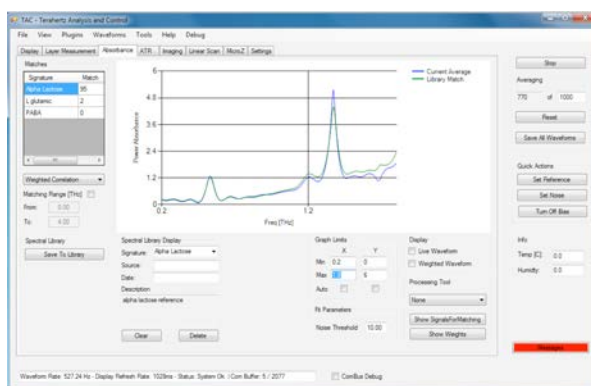 TAC - Terahertz Analysis and Control
File View Plugins Waveforms Tools Help Debug
Display Layer Measurement Absorbance ATR Imaging Linear Scan MicroZ Settings
Matches
Signature Match
Alpha Lactose
L glutamic 2
PABA 0
Weighted Correlation
Matching Range [THz]
From: 0.00
To: 4.00
Spectral Library
Save To Library
Current Average
Library Match
6
4.8
3.6
2.4
1.2
0
0.2
1.2
Power Absorbance
Freq [THz]
Spectral Library Display
Signature: Alpha Lactose
Source:
Date:
Description
alpha lactose reference
Clear Delete
Graph Limits
X Y
Min 0.2 0
Max 6
Auto
Fit Parameters
Noise Threshold 10.00
Display
Live Waveform
Weighted Waveform
Processing Tool
None
Show SignalsForMatching
Show Weights
Stop
Averaging
770 of 1000
Reset
Save All Waveforms
Quick Actions
Set Reference
Set Noise
Turn Off Bias
Info
Temp [C]: 0.0
Humidity: 0.0
Messages
Waveform Rate: 527.24 Hz - Display Refresh Rate: 1029ms - Status: System Ok. / Com Buffer: 5 / 2077
ComBus Debug